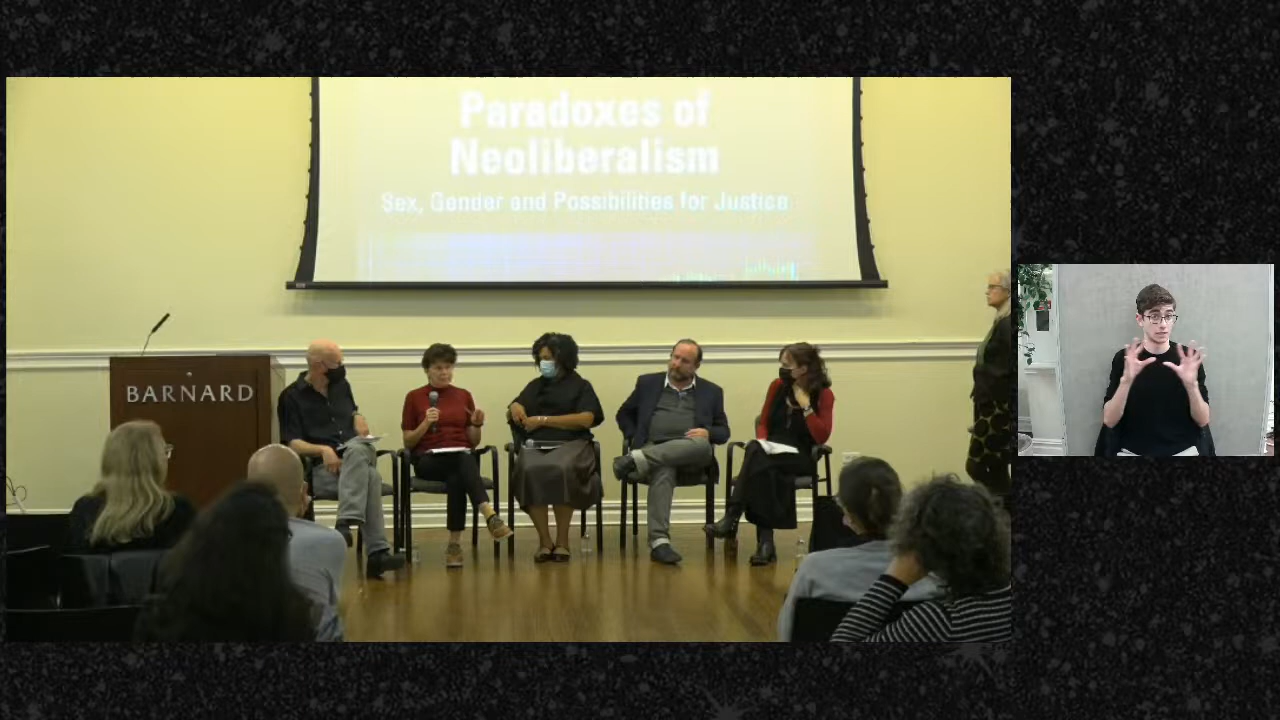 Paradoxes of
Neoliberalism
Sex, Gender and Possibilities for Justice
BARNARD